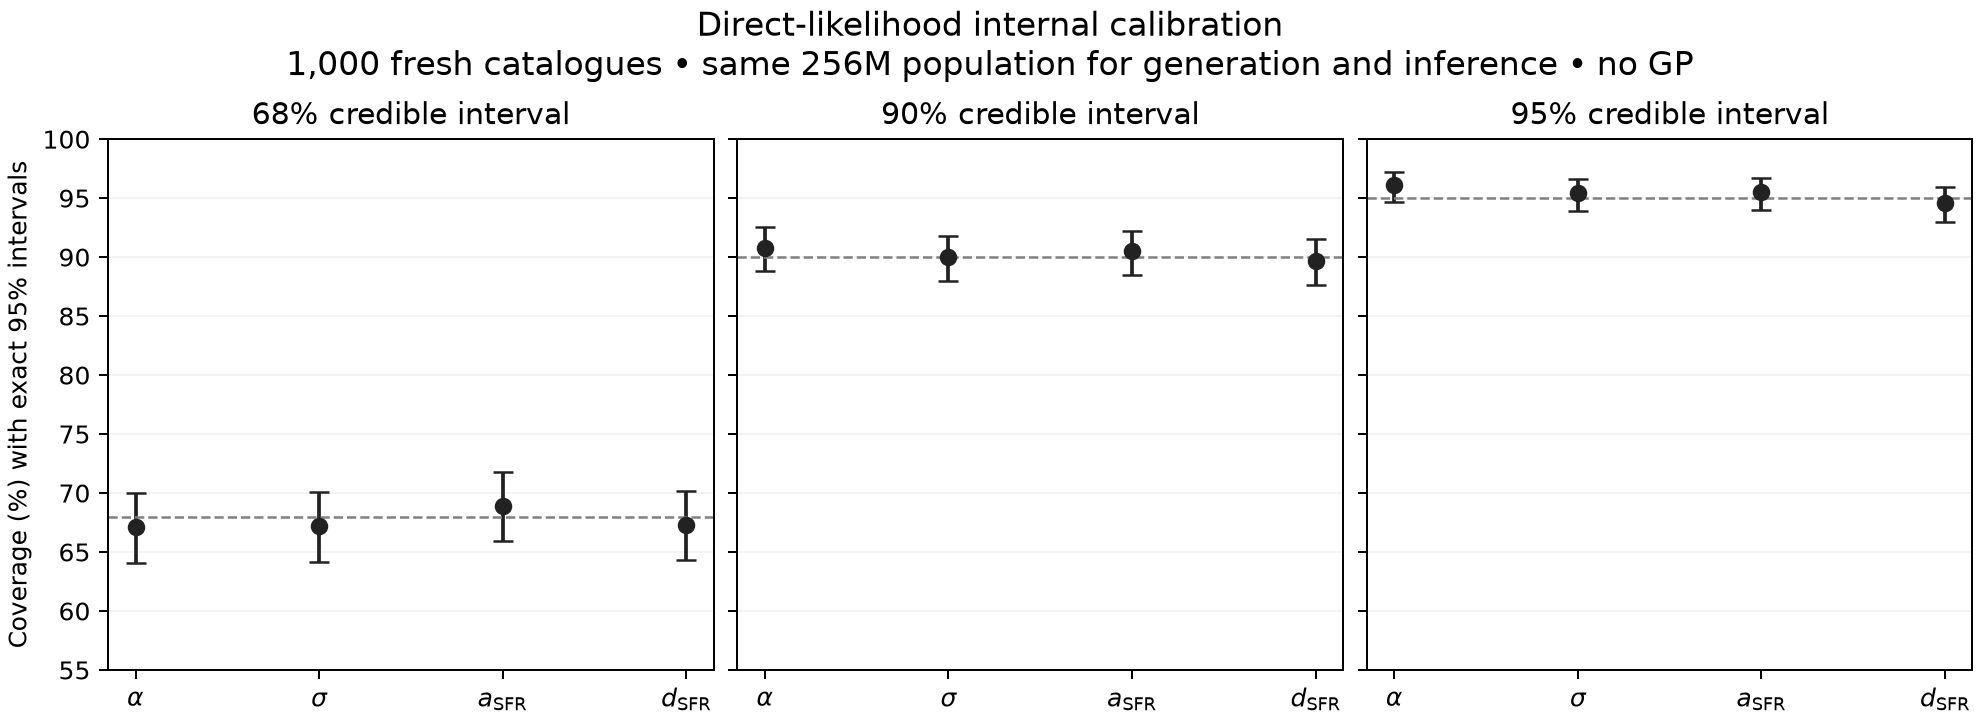 Direct-likelihood internal calibration
1,000 fresh catalogues • same 256M population for generation and inference • no GP
68% credible interval
90% credible interval
95% credible interval
Coverage (%) with exact 95% intervals
100
95
90
85
80
75
70
65
60
55
α σ a_SFR d_SFR
α σ a_SFR d_SFR
α σ a_SFR d_SFR